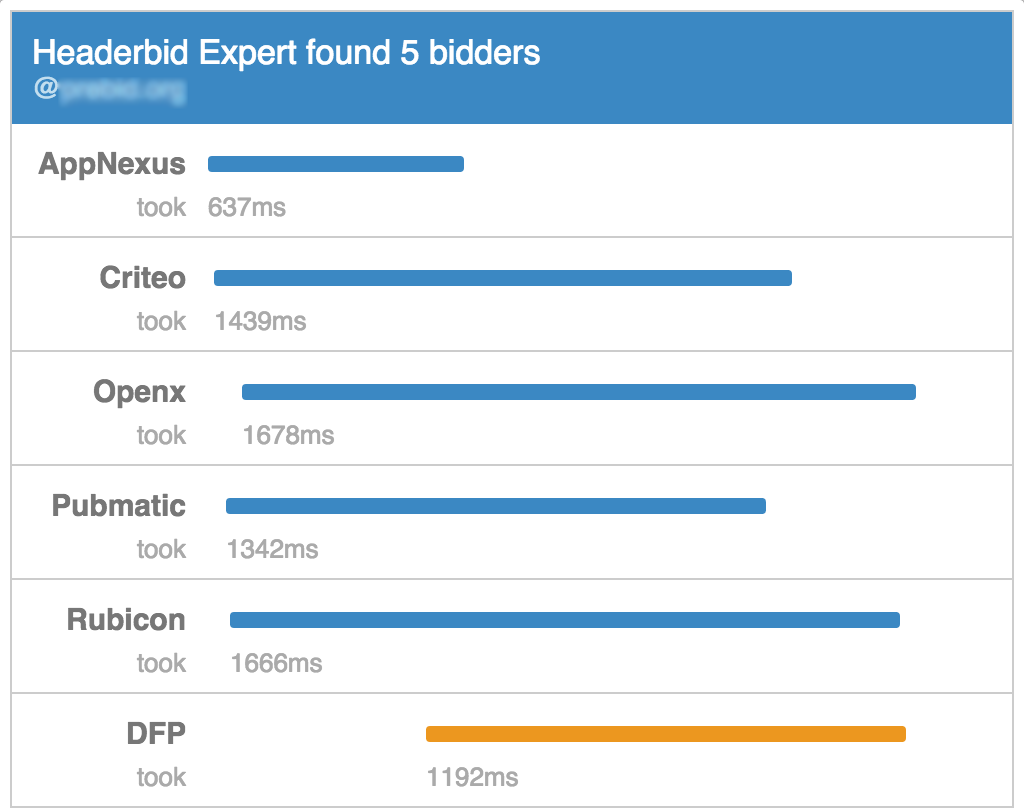 Headerbid Expert found 5 bidders
@
AppNexus
took 637ms
Criteo
took 1439ms
Openx
took 1678ms
Pubmatic
took 1342ms
Rubicon
took 1666ms
DFP
took 1192ms